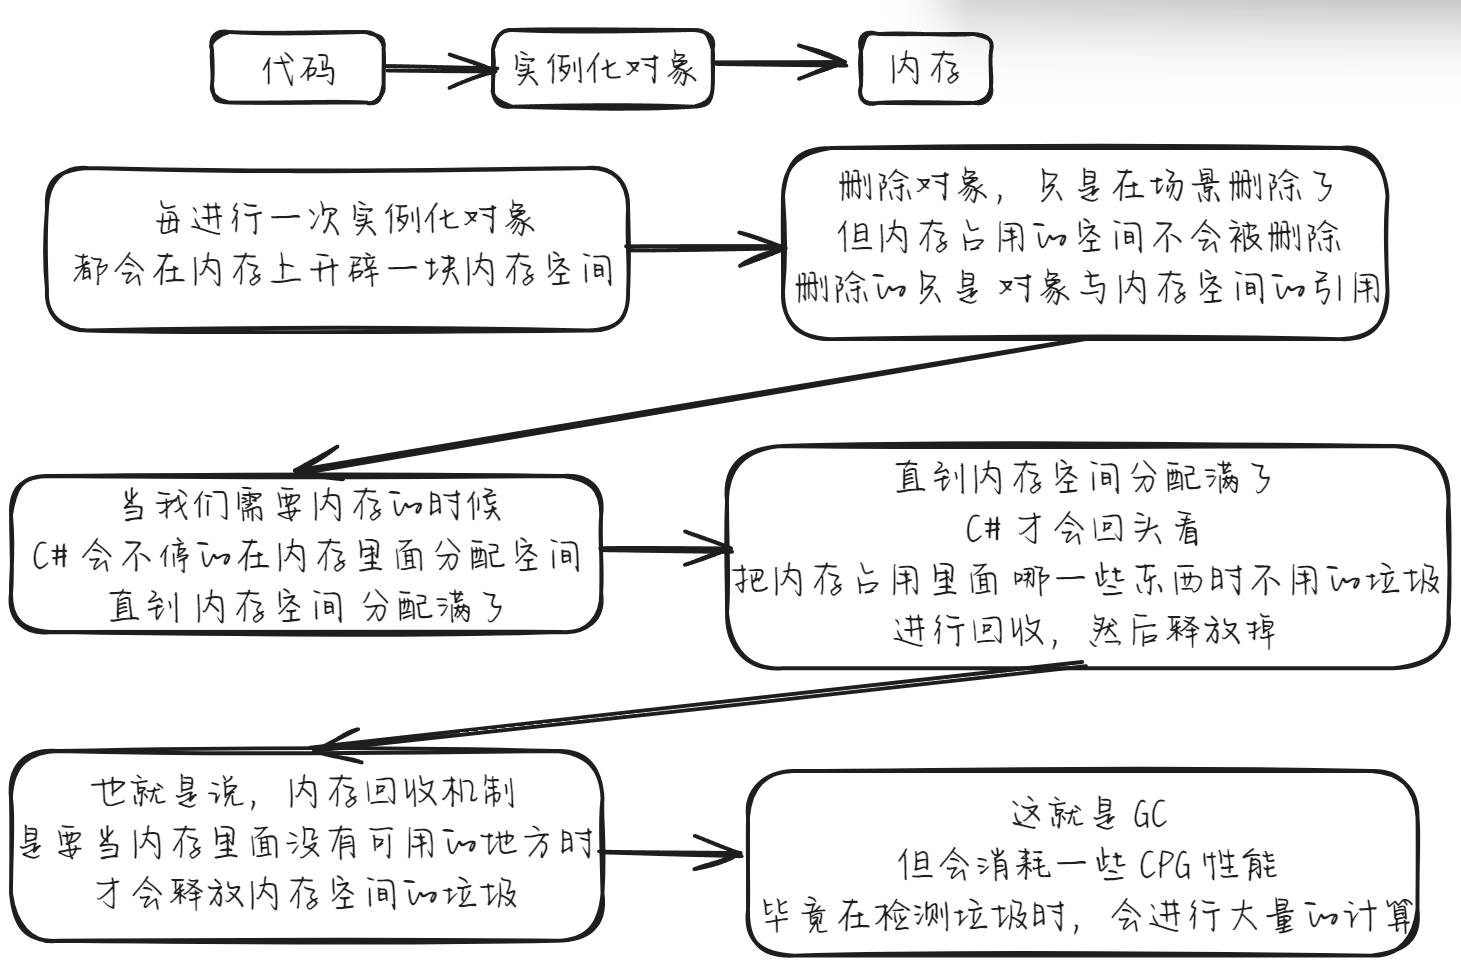 代码
实例化对象
内存
每进行一次实例化对象
都会在内存上开辟一块内存空间
删除对象，只是在场景删除了
但内存占用的空间不会被删除
删除的只是 对象与内存空间的引用
当我们需要内存的时候
C# 会不停的在内存里面分配空间
直到 内存空间 分配满了
直到内存空间分配满了
C# 才会回头看
把内存占用里面 哪一些东西时不用的垃圾
进行回收，然后释放掉
也就是说，内存回收机制
是要当内存里面没有可用的地方时
才会释放内存空间的垃圾
这就是 GC
但会消耗一些 CPG 性能
毕竟在检测垃圾时，会进行大量的计算